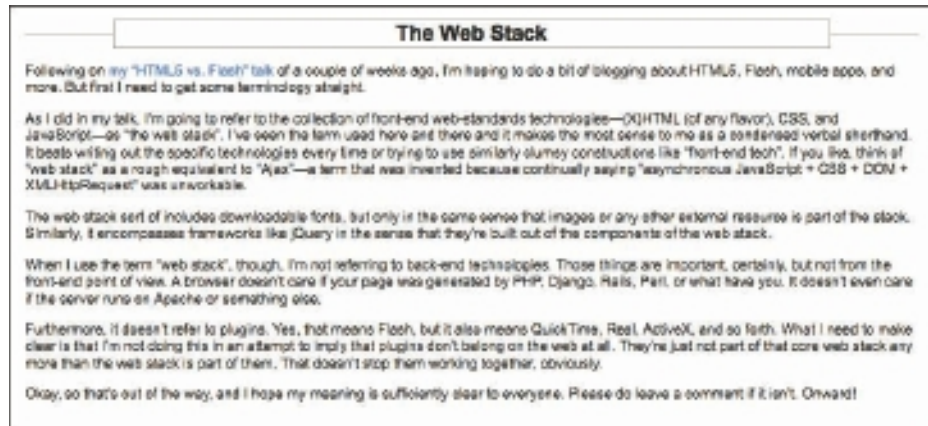 The Web Stack
Following on my "HTML5 vs. Flash" talk of a couple of weeks ago, I'm hoping to do a bit of blogging about HTML5, Flash, mobile apps, and
more. But first I need to get some terminology straight.
As I did in my talk, I'm going to refer to the collection of front-end web-standards technologies—(X)HTML (of any flavor), CSS, and
JavaScript—as "the web stack". I've seen the term used here and there and it makes the most sense to me as a condensed verbal shorthand.
It beats writing out the specific technologies every time or trying to use similarly clumsy constructions like "front-end tech". If you like, think of
"web stack" as a rough equivalent to "Ajax"—a term that was invented because continually saying "asynchronous JavaScript + CSS + DOM +
XMLHttpRequest" was unworkable.
The web stack sort of includes downloadable fonts, but only in the same sense that images or any other external resource is part of the stack.
Similarly, it encompasses frameworks like jQuery in the sense that they're built out of the components of the web stack.
When I use the term "web stack", though, I'm not referring to back-end technologies. Those things are important, certainly, but not from the
front-end point of view. A browser doesn't care if your page was generated by PHP, Django, Rails, Perl, or what have you. It doesn't even care
if the server runs on Apache or something else.
Furthermore, it doesn't refer to plugins. Yes, that means Flash, but it also means QuickTime, Real, ActiveX, and so forth. What I need to make
clear is that I'm not doing this in an attempt to imply that plugins don't belong on the web at all. They're just not part of that core web stack any
more than the web stack is part of them. That doesn't stop them working together, obviously.
Okay, so that's out of the way, and I hope my meaning is sufficiently clear to everyone. Please do leave a comment if it isn't. Onward!